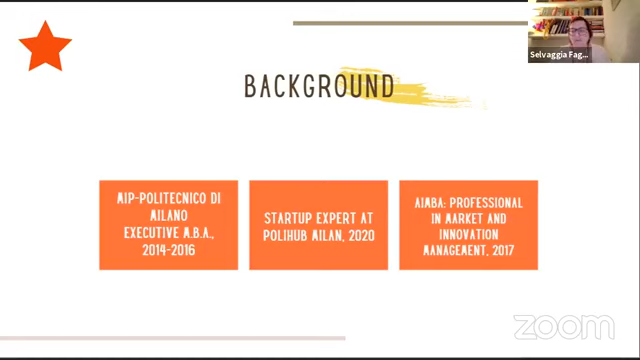 Selvaggia Fag...
BACKGROUND
MIP-POLITECNICO DI
MILANO
EXECUTIVE M.B.A.,
2014-2016
STARTUP EXPERT AT
POLIHUB MILAN, 2020
AIMBA: PROFESSIONAL
IN MARKET AND
INNOVATION
MANAGEMENT, 2017
zoom